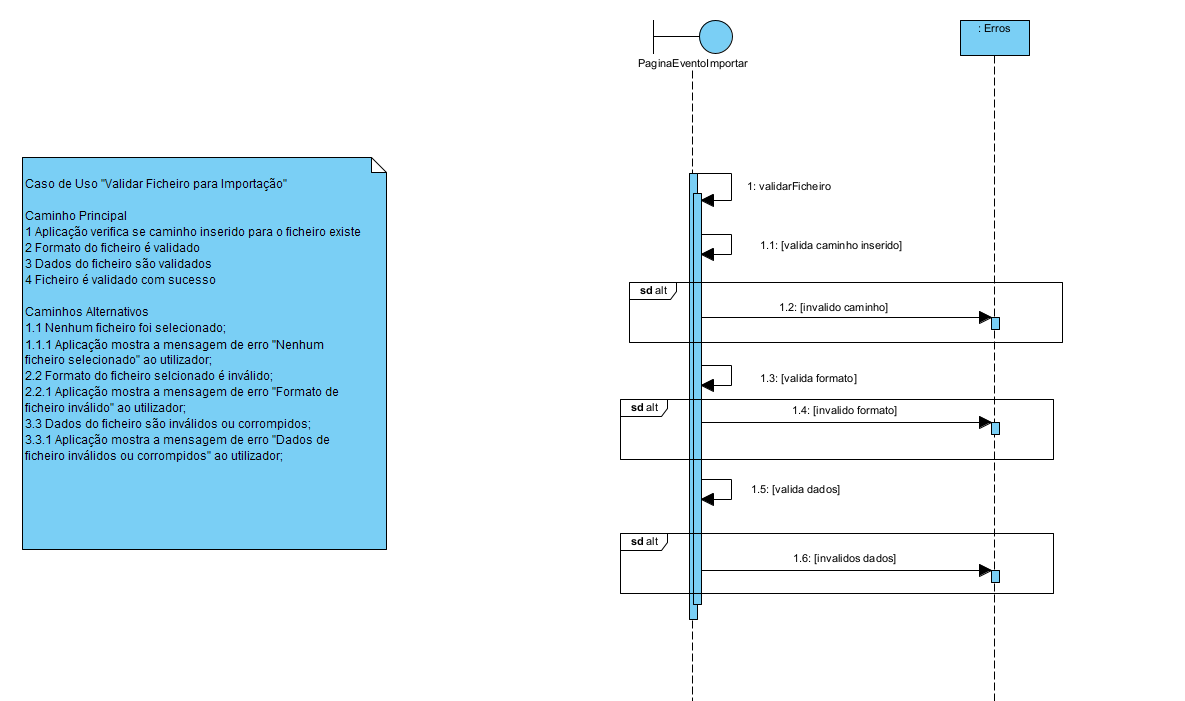 Caso de Uso "Validar Ficheiro para Importação"
Caminho Principal
1 Aplicação verifica se caminho inserido para o ficheiro existe
2 Formato do ficheiro é validado
3 Dados do ficheiro são validados
4 Ficheiro é validado com sucesso
Caminhos Alternativos
1.1 Nenhum ficheiro foi selecionado;
1.1.1 Aplicação mostra a mensagem de erro "Nenhum
ficheiro selecionado" ao utilizador;
2.2 Formato do ficheiro selcionado é inválido;
2.2.1 Aplicação mostra a mensagem de erro "Formato de
ficheiro inválido" ao utilizador;
3.3 Dados do ficheiro são inválidos ou corrompidos;
3.3.1 Aplicação mostra a mensagem de erro "Dados de
ficheiro inválidos ou corrompidos" ao utilizador;
PaginaEventoImportar
: Erros
1: validarFicheiro
1.1: [valida caminho inserido]
sd alt
1.2: [invalido caminho]
1.3: [valida formato]
sd alt
1.4: [invalido formato]
1.5: [valida dados]
sd alt
1.6: [invalidos dados]